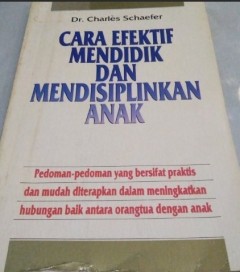 Dr. Charles Schaefer
CARA EFEKTIF
MENDIDIK
DAN
MENDISIPLINKAN
ANAK
Pedoman-pedoman yang bersifat praktis
dan mudah diterapkan dalam meningkatkan
hubungan baik antara orangtua dengan anak